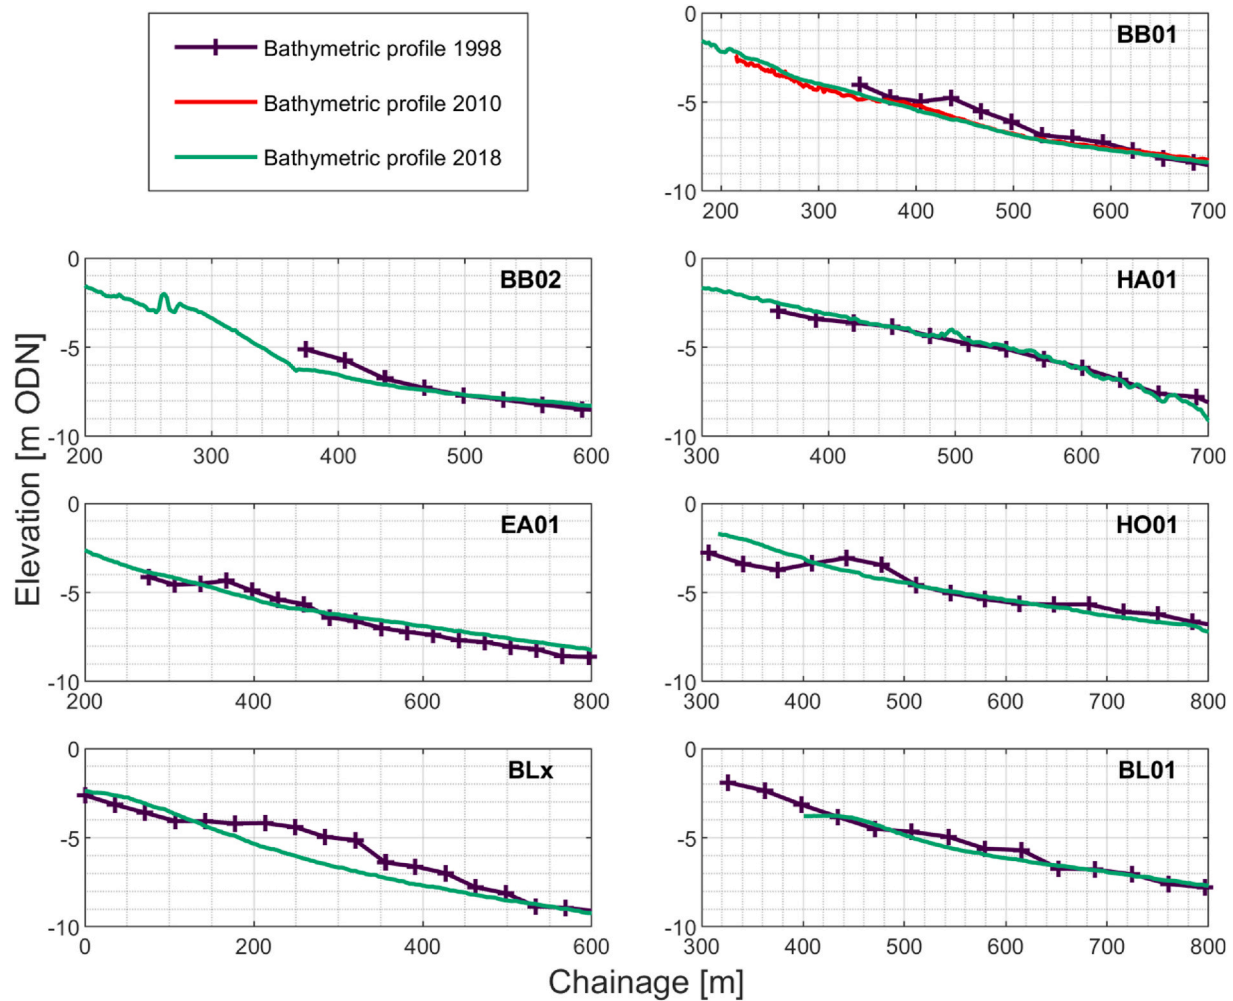 Bathymetric profile 1998
Bathymetric profile 2010
Bathymetric profile 2018
BB01
0
-5
-10
200 300 400 500 600 700
BB02
0
-5
-10
200 300 400 500 600
HA01
0
-5
-10
300 400 500 600 700
EA01
0
-5
-10
200 400 600 800
HO01
0
-5
-10
300 400 500 600 700 800
BLx
0
-5
-10
0 200 400 600
BL01
0
-5
-10
300 400 500 600 700 800
Elevation [m ODN]
Chainage [m]